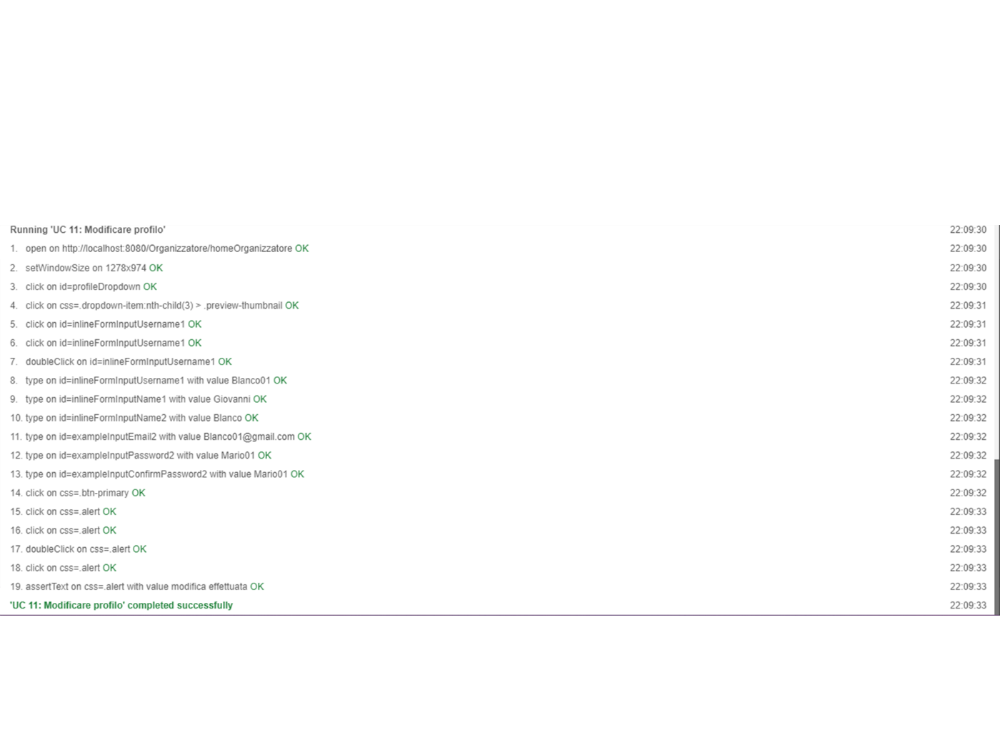 Running 'UC 11: Modificare profilo' 22:09:30
1. open on http://localhost:8080/Organizzatore/homeOrganizzatore OK 22:09:30
2. setWindowSize on 1278x974 OK 22:09:30
3. click on id=profileDropdown OK 22:09:30
4. click on css=.dropdown-item:nth-child(3) > .preview-thumbnail OK 22:09:31
5. click on id=inlineFormInputUsername1 OK 22:09:31
6. click on id=inlineFormInputUsername1 OK 22:09:31
7. doubleClick on id=inlineFormInputUsername1 OK 22:09:31
8. type on id=inlineFormInputUsername1 with value Blanco01 OK 22:09:32
9. type on id=inlineFormInputName1 with value Giovanni OK 22:09:32
10. type on id=inlineFormInputName2 with value Blanco OK 22:09:32
11. type on id=exampleInputEmail2 with value Blanco01@gmail.com OK 22:09:32
12. type on id=exampleInputPassword2 with value Mario01 OK 22:09:32
13. type on id=exampleInputConfirmPassword2 with value Mario01 OK 22:09:32
14. click on css=.btn-primary OK 22:09:32
15. click on css=.alert OK 22:09:33
16. click on css=.alert OK 22:09:33
17. doubleClick on css=.alert OK 22:09:33
18. click on css=.alert OK 22:09:33
19. assertText on css=.alert with value modifica effettuata OK 22:09:33
'UC 11: Modificare profilo' completed successfully 22:09:33